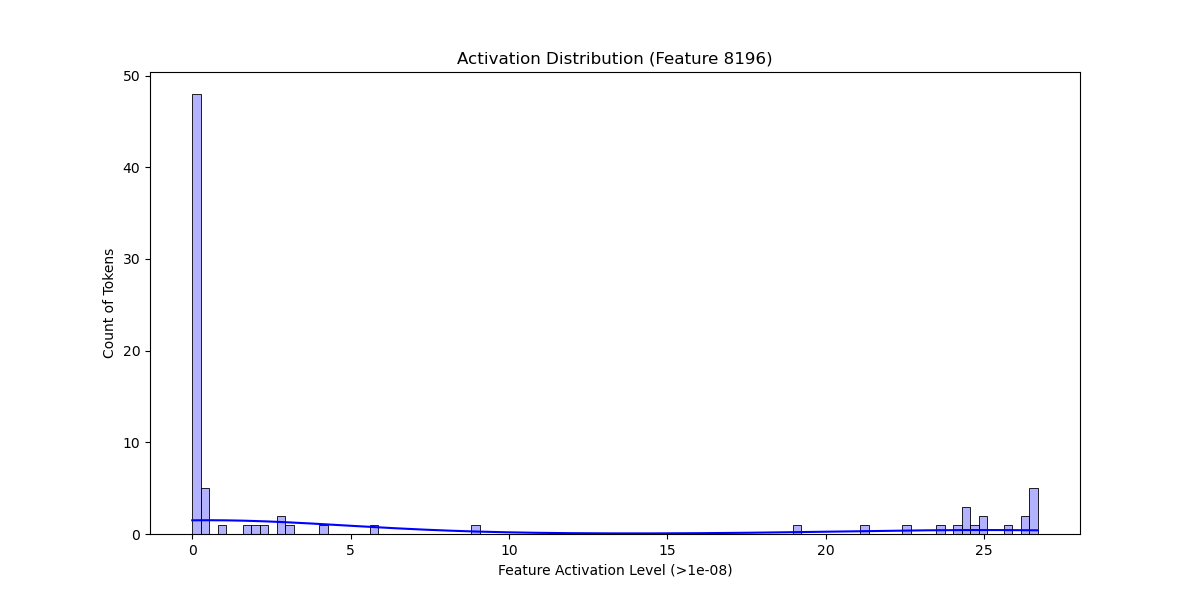 Activation Distribution (Feature 8196)
50
40
30
20
10
0
Count of Tokens
0 5 10 15 20 25
Feature Activation Level (>1e-08)